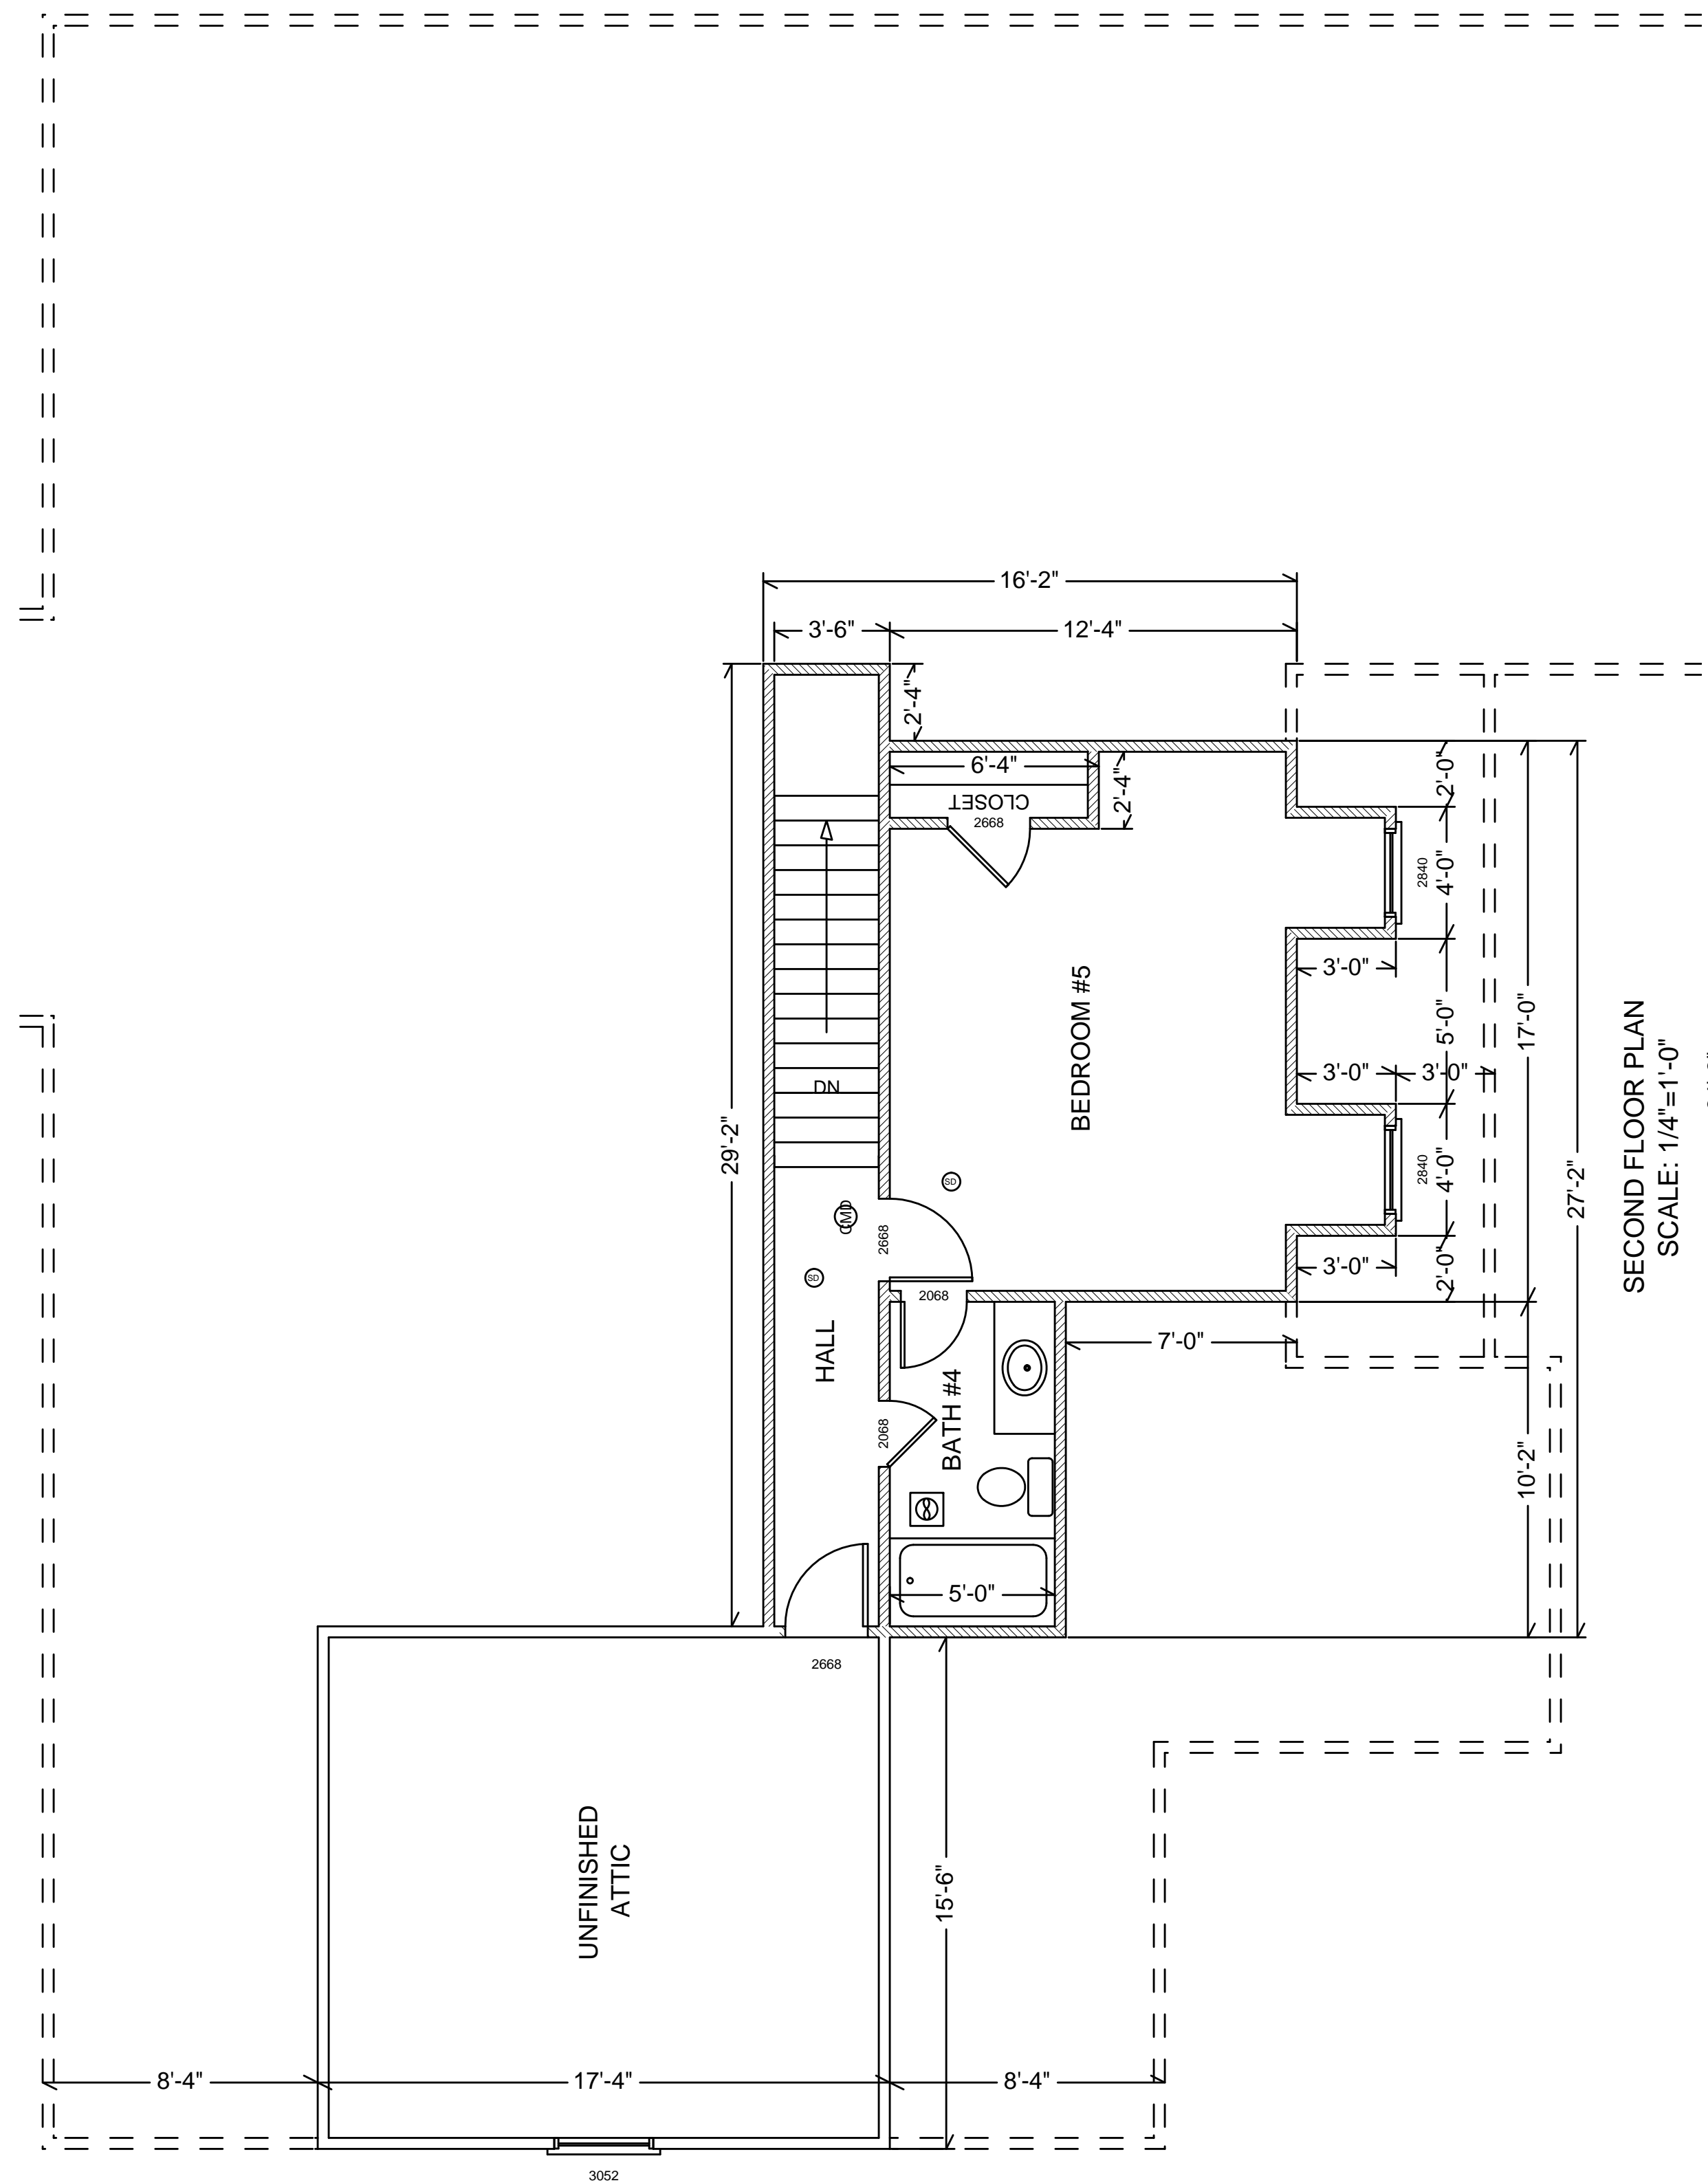 16'-2"
3'-6"
12'-4"
2'-4"
6'-4"
CLOSET
2668
2'-4"
2'-0"
2840
4'-0"
3'-0"
5'-0"
17'-0"
3'-0"
3'-0"
DN
BEDROOM #5
29'-2"
SD
CMD
2668
2840
4'-0"
27'-2"
SECOND FLOOR PLAN
SCALE: 1/4"=1'-0"
SD
2068
3'-0"
2'-0"
HALL
7'-0"
BATH #4
2068
10'-2"
5'-0"
2668
UNFINISHED
ATTIC
15'-6"
8'-4"
17'-4"
8'-4"
3052